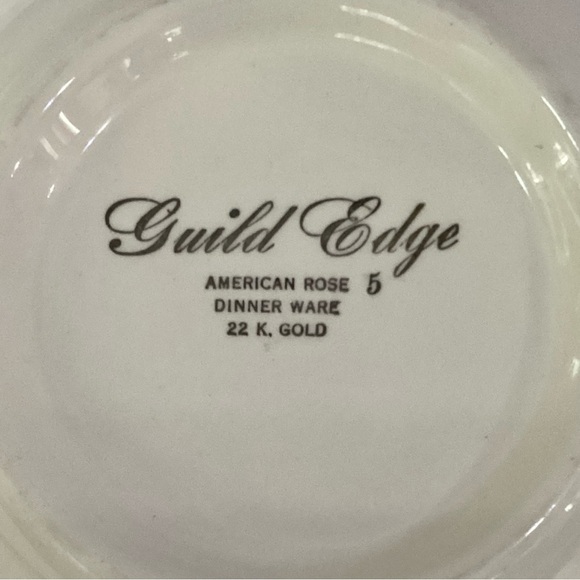 Guild Edge
AMERICAN ROSE 5
DINNER WARE
22 K. GOLD